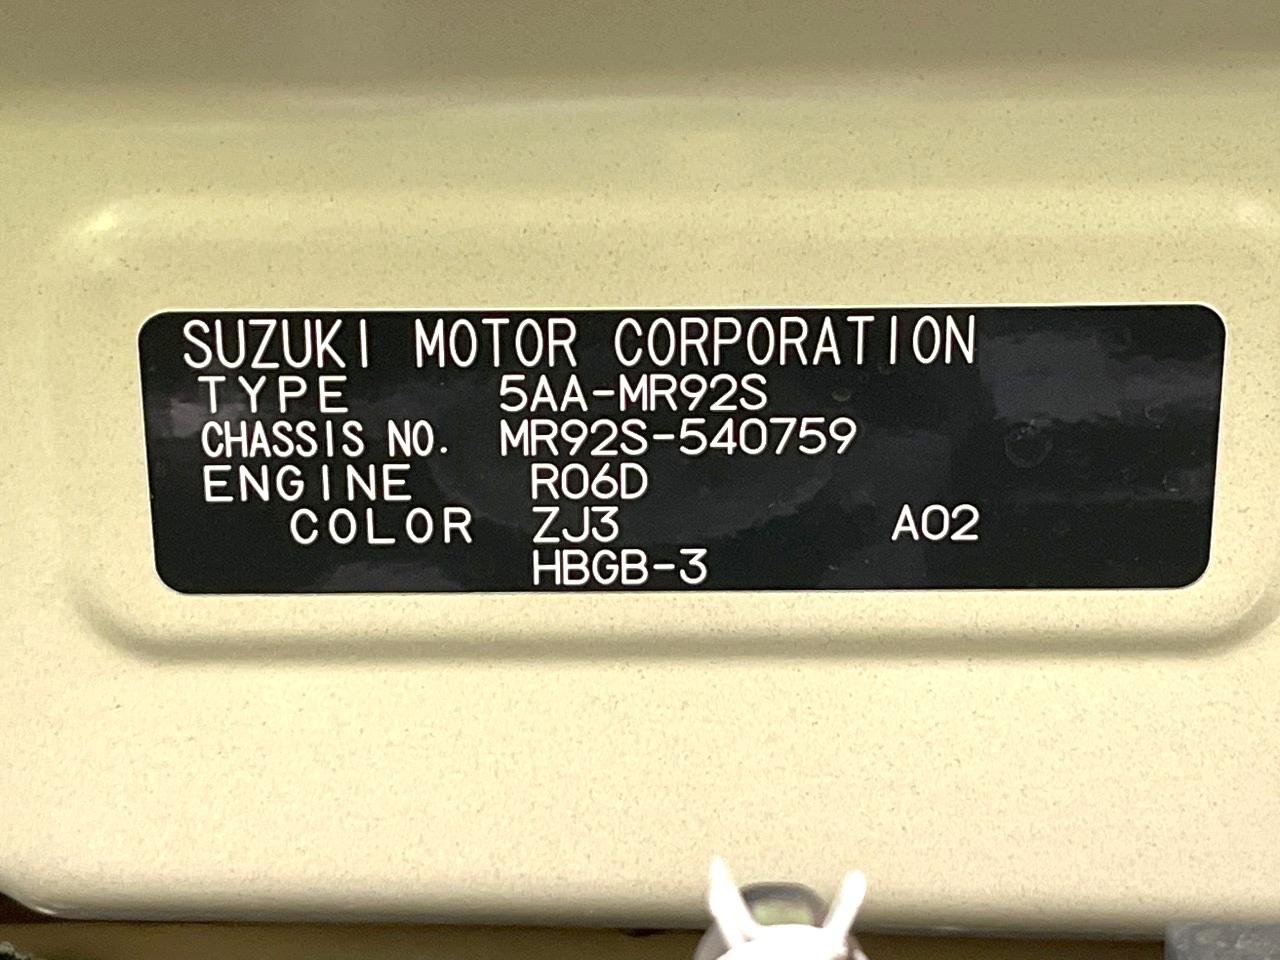 SUZUKI MOTOR CORPORATION
TYPE 5AA-MR92S
CHASSIS NO. MR92S-540759
ENGINE R06D
COLOR ZJ3 A02
HBGB-3